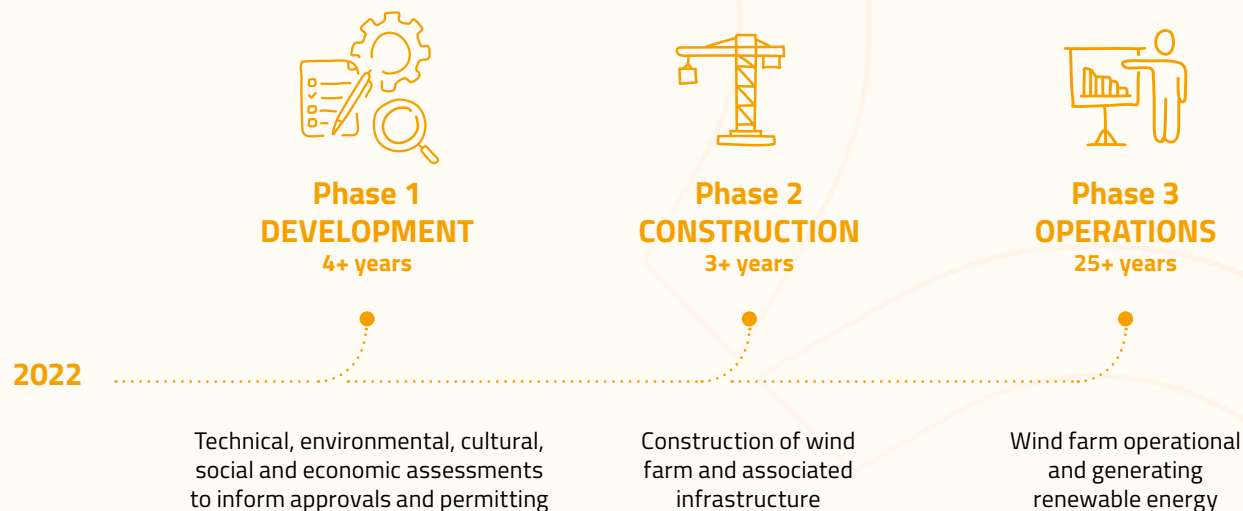 Phase 1
DEVELOPMENT
4+ years
Phase 2
CONSTRUCTION
3+ years
Phase 3
OPERATIONS
25+ years
2022
Technical, environmental, cultural,
social and economic assessments
to inform approvals and permitting
Construction of wind
farm and associated
infrastructure
Wind farm operational
and generating
renewable energy